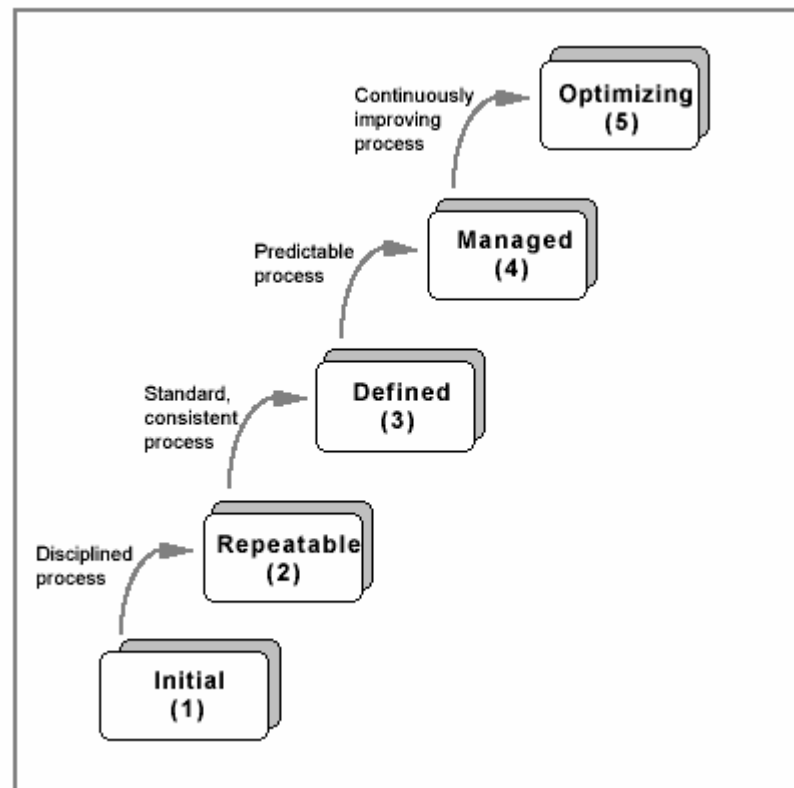 Continuously
improving
process
Optimizing
(5)
Predictable
process
Managed
(4)
Standard,
consistent
process
Defined
(3)
Disciplined
process
Repeatable
(2)
Initial
(1)